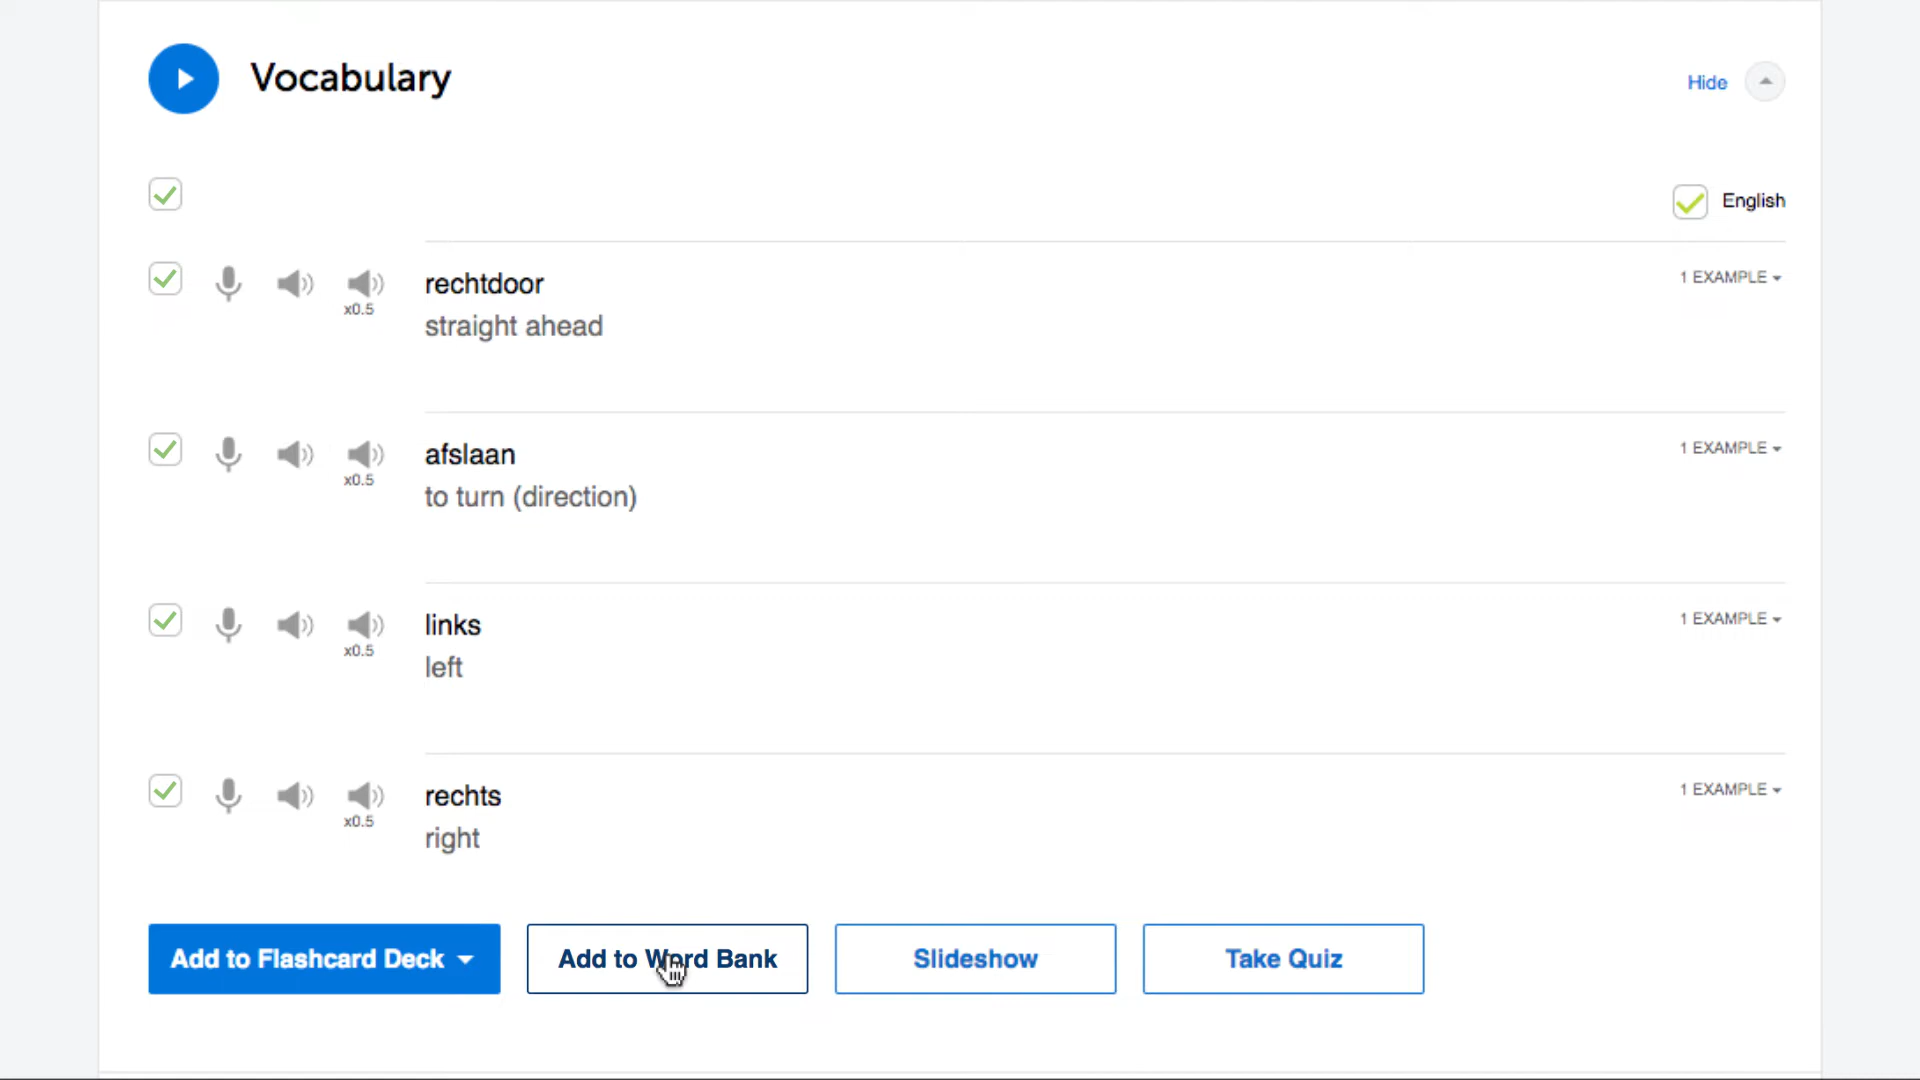 Vocabulary
Hide
English
rechtdoor
1 EXAMPLE
x0.5
straight ahead
afslaan
1 EXAMPLE
x0.5
to turn (direction)
links
1 EXAMPLE
x0.5
left
rechts
1 EXAMPLE
x0.5
right
Add to Flashcard Deck
Add to Word Bank
Slideshow
Take Quiz